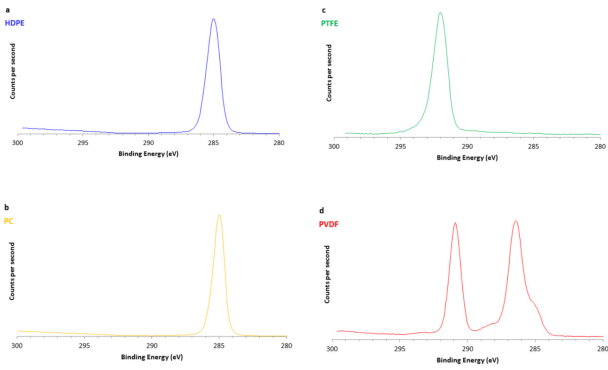 a
HDPE
Counts per second
300 295 290 285 280
Binding Energy (eV)
c
PTFE
Counts per second
300 295 290 285 280
Binding Energy (eV)
b
PC
Counts per second
300 295 290 285 280
Binding Energy (eV)
d
PVDF
Counts per second
300 295 290 285 280
Binding Energy (eV)